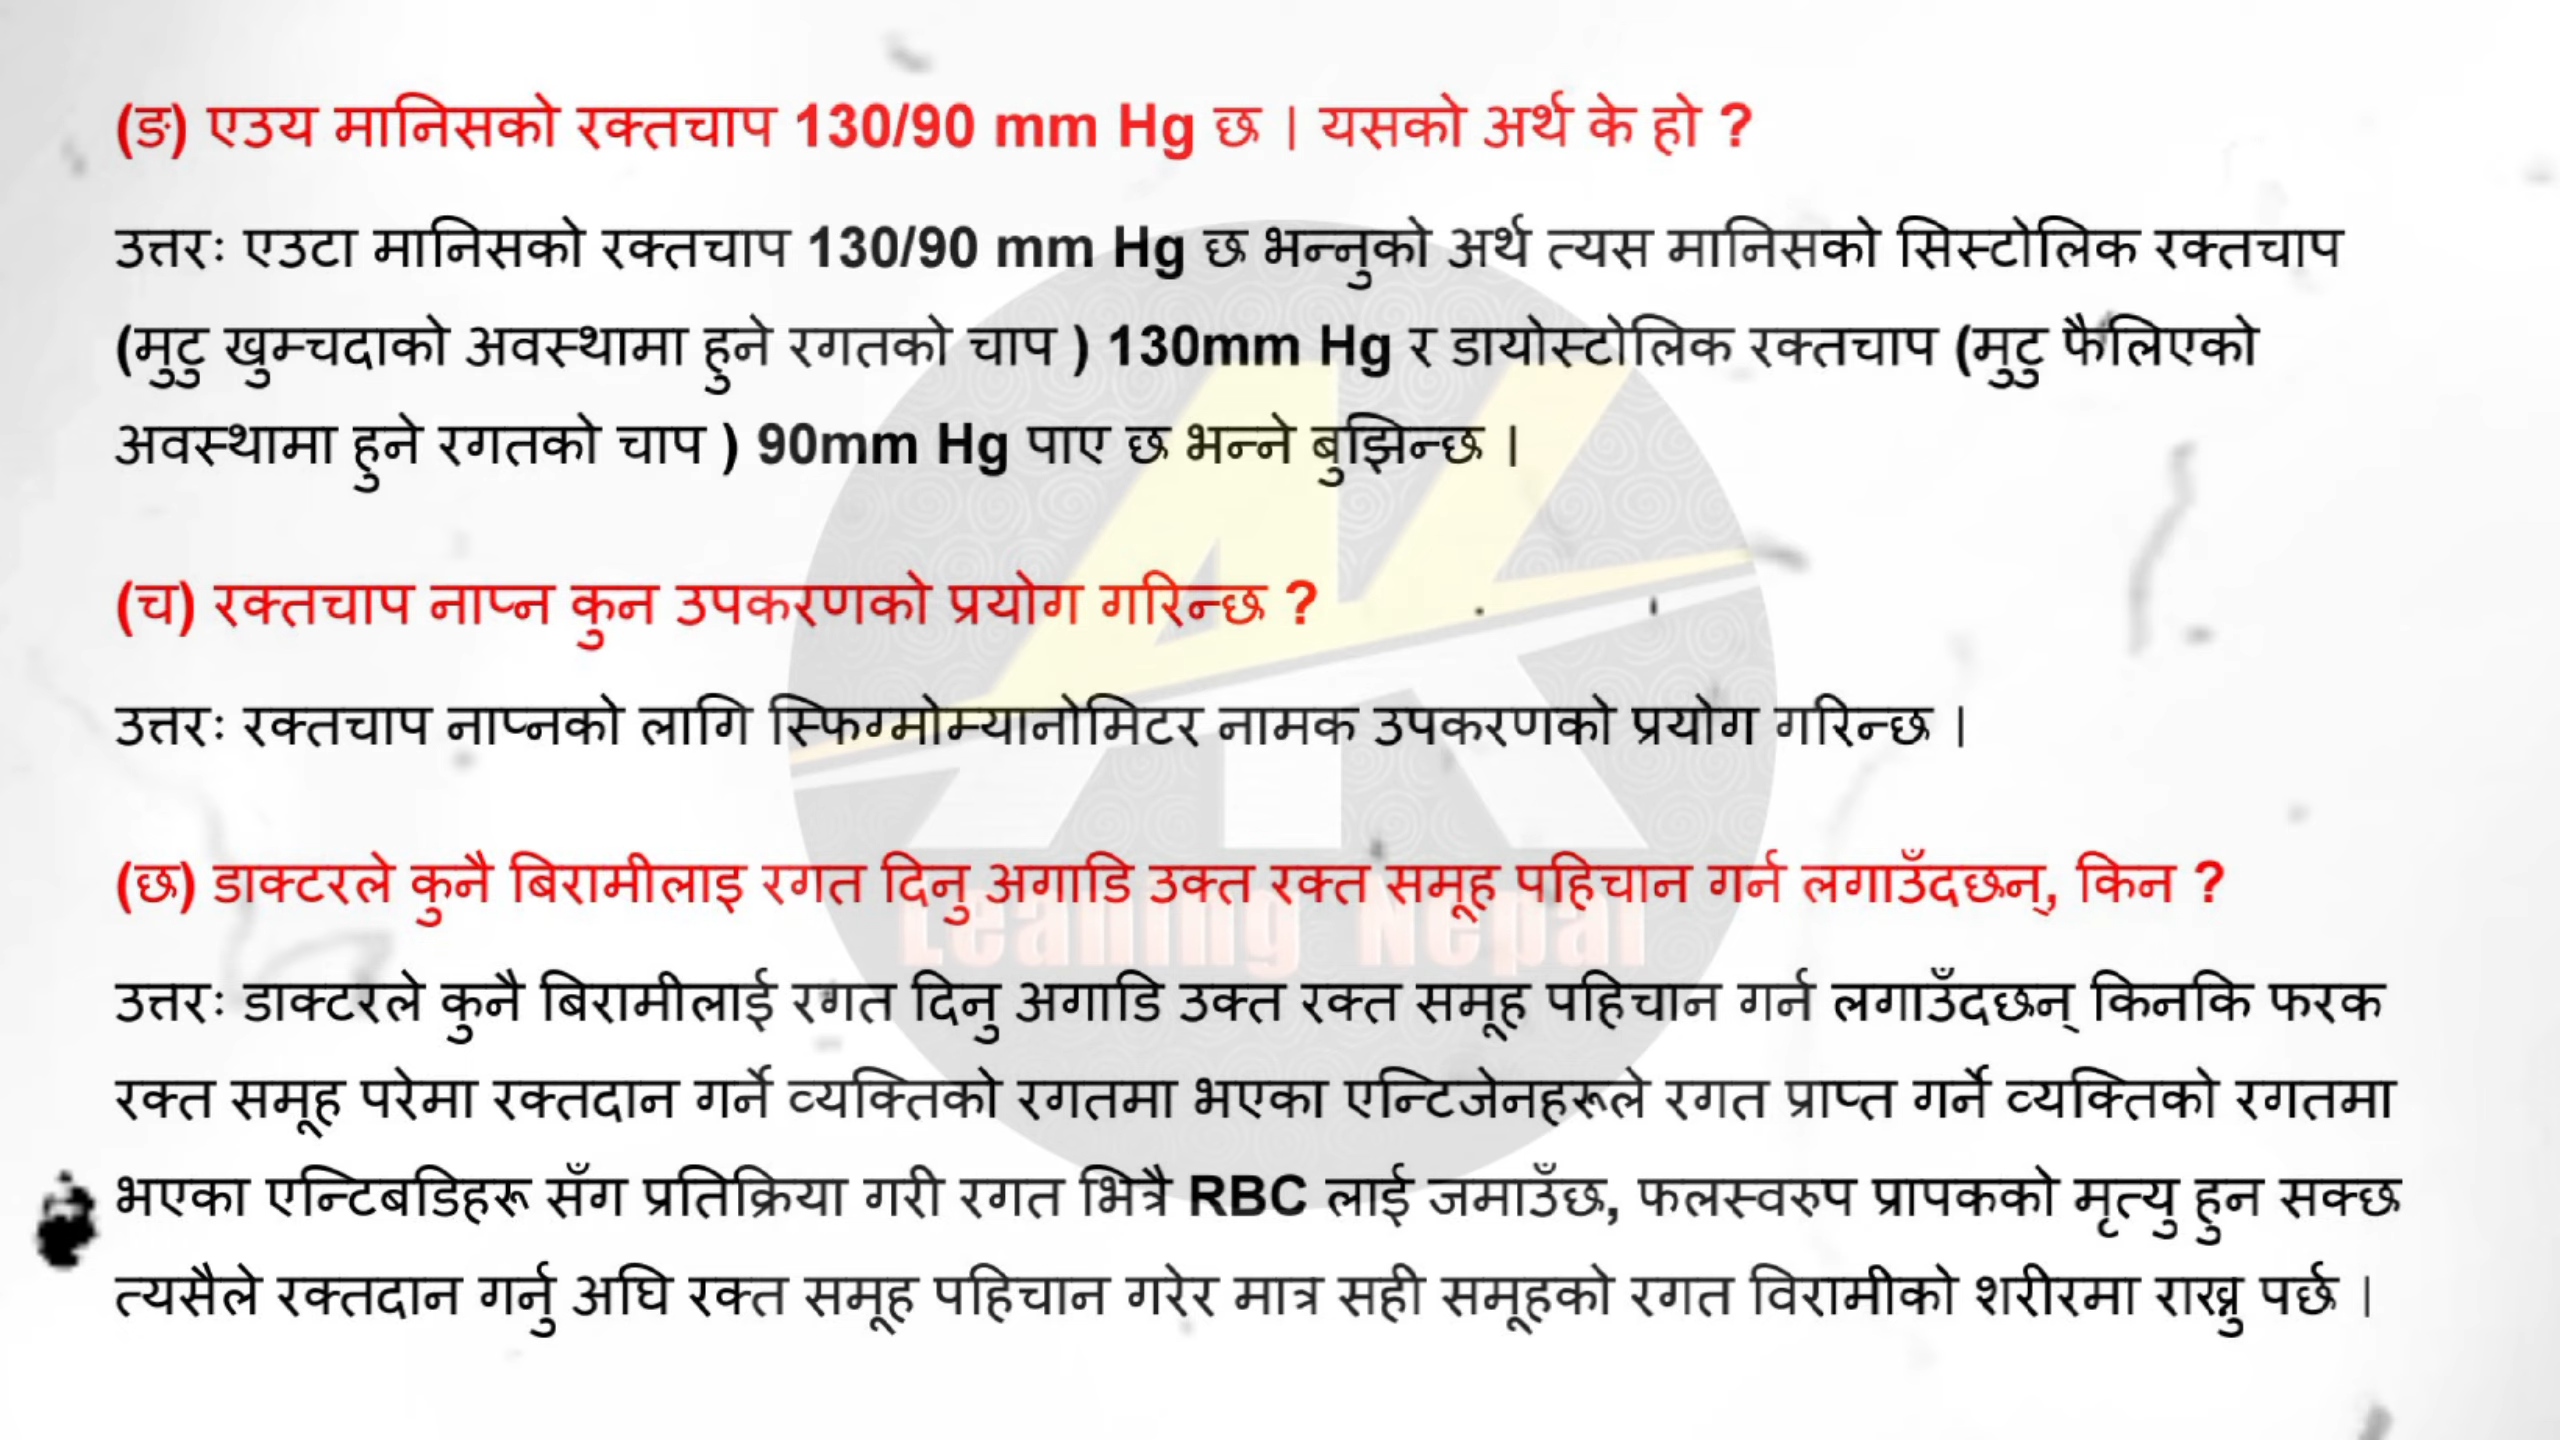 (ङ) एउय मानिसको रक्तचाप 130/90 mm Hg छ । यसको अर्थ के हो ?
उत्तरः एउटा मानिसको रक्तचाप 130/90 mm Hg छ भन्नुको अर्थ त्यस मानिसको सिस्टोलिक रक्तचाप
(मुटु खुम्चदाको अवस्थामा हुने रगतको चाप ) 130mm Hg र डायोस्टोलिक रक्तचाप (मुटु फैलिएको
अवस्थामा हुने रगतको चाप ) 90mm Hg पाए छ भन्ने बुझिन्छ ।
(च) रक्तचाप नाप्न कुन उपकरणको प्रयोग गरिन्छ ?
उत्तरः रक्तचाप नाप्नको लागि स्फिग्मोम्यानोमिटर नामक उपकरणको प्रयोग गरिन्छ ।
(छ) डाक्टरले कुनै बिरामीलाइ रगत दिनु अगाडि उक्त रक्त समूह पहिचान गर्न लगाउँदछन्, किन ?
Leaning Nepal
उत्तरः डाक्टरले कुनै बिरामीलाई रगत दिनु अगाडि उक्त रक्त समूह पहिचान गर्न लगाउँदछन् किनकि फरक
रक्त समूह परेमा रक्तदान गर्ने व्यक्तिको रगतमा भएका एन्टिजेनहरूले रगत प्राप्त गर्ने व्यक्तिको रगतमा
भएका एन्टिबडिहरू सँग प्रतिक्रिया गरी रगत भित्रै RBC लाई जमाउँछ, फलस्वरुप प्रापकको मृत्यु हुन सक्छ
त्यसैले रक्तदान गर्नु अघि रक्त समूह पहिचान गरेर मात्र सही समूहको रगत विरामीको शरीरमा राख्नु पर्छ ।